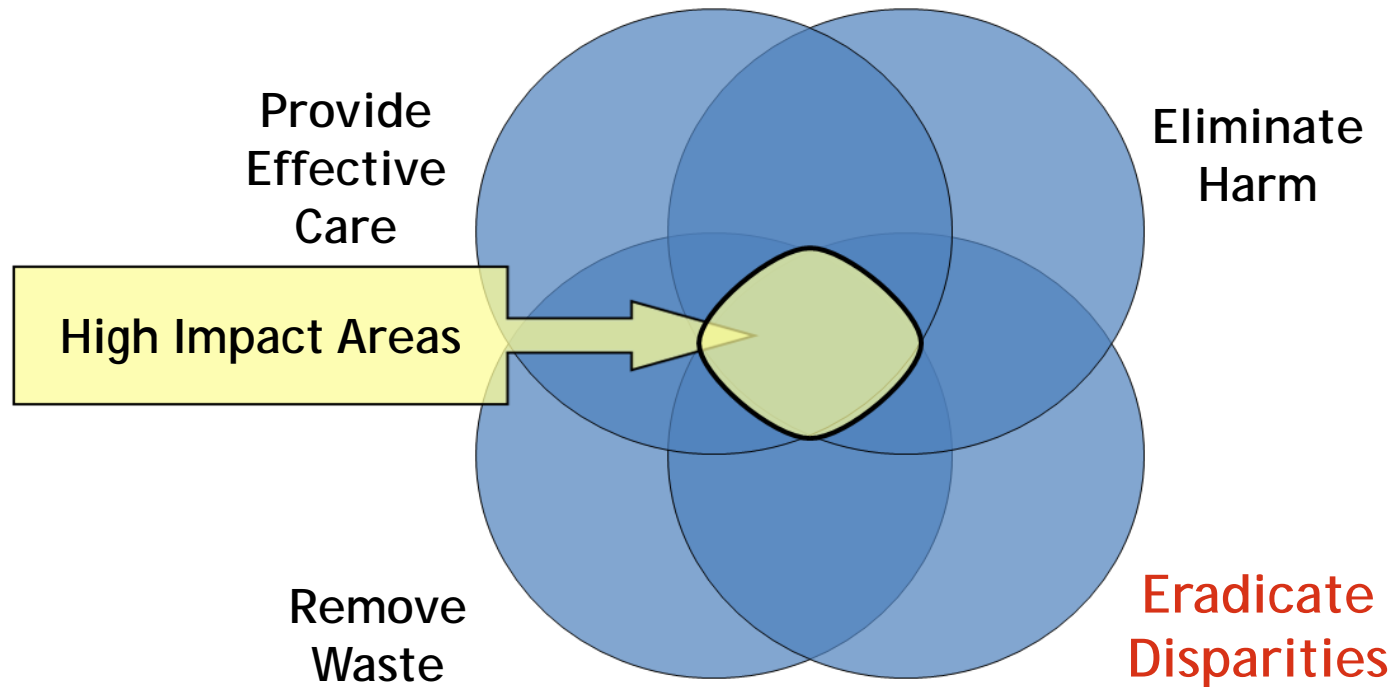 Provide
Effective
Care
Eliminate
Harm
High Impact Areas
Remove
Waste
Eradicate
Disparities